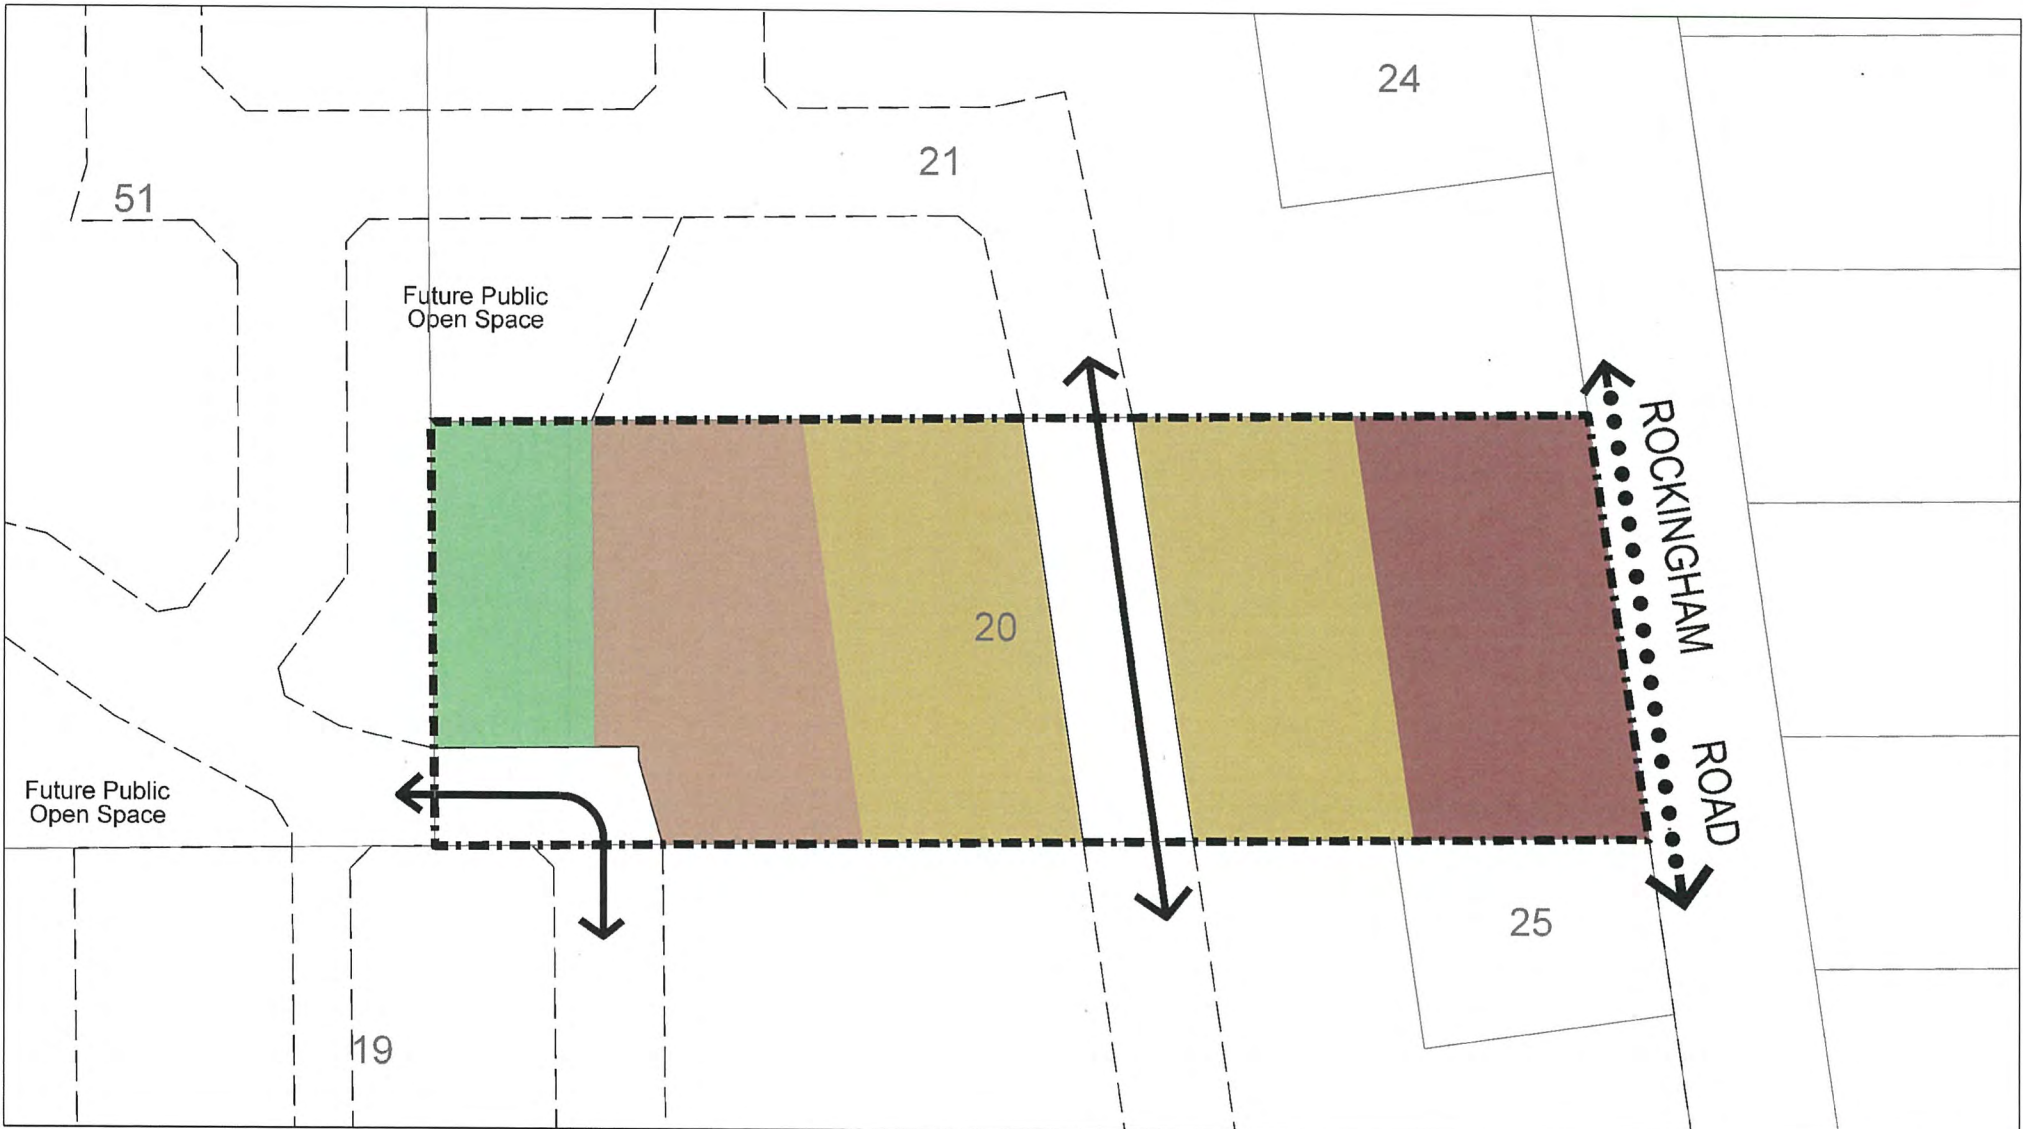 24
21
51
Future Public
Open Space
ROCKINGHAM ROAD
20
Future Public
Open Space
25
19